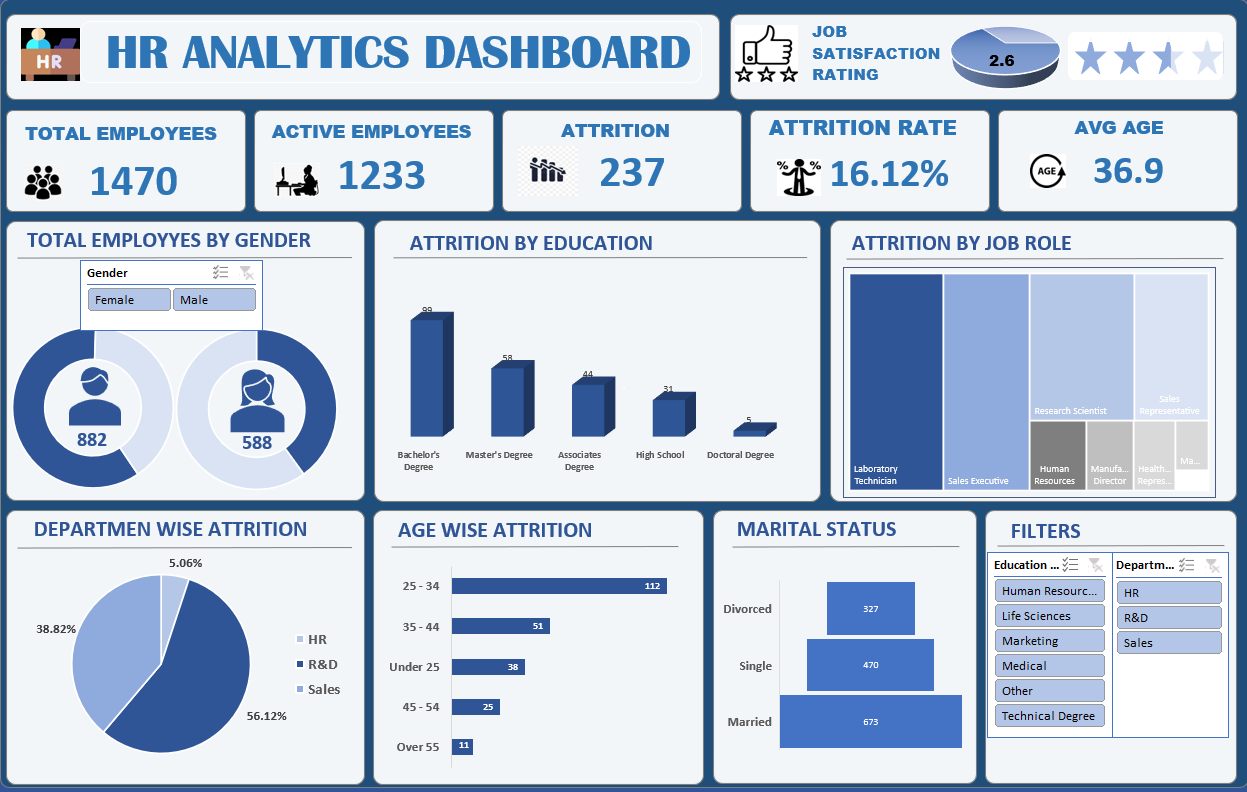 HR
HR ANALYTICS DASHBOARD
JOB
SATISFACTION
RATING
2.6
TOTAL EMPLOYEES
1470
ACTIVE EMPLOYEES
1233
ATTRITION
237
ATTRITION RATE
% %
16.12%
AVG AGE
AGE
36.9
TOTAL EMPLOYYES BY GENDER
Gender
Female
Male
882
588
ATTRITION BY EDUCATION
99
58
44
31
5
Bachelor's
Degree
Master's Degree
Associates
Degree
High School
Doctoral Degree
ATTRITION BY JOB ROLE
Laboratory
Technician
Sales Executive
Research Scientist
Sales
Representative
Human
Resources
Manufa...
Director
Health...
Repres...
Ma...
DEPARTMEN WISE ATTRITION
5.06%
38.82%
56.12%
HR
R&D
Sales
AGE WISE ATTRITION
25 - 34
112
35 - 44
51
Under 25
38
45 - 54
25
Over 55
11
MARITAL STATUS
Divorced
327
Single
470
Married
673
FILTERS
Education ...
Human Resourc...
Life Sciences
Marketing
Medical
Other
Technical Degree
Departm...
HR
R&D
Sales